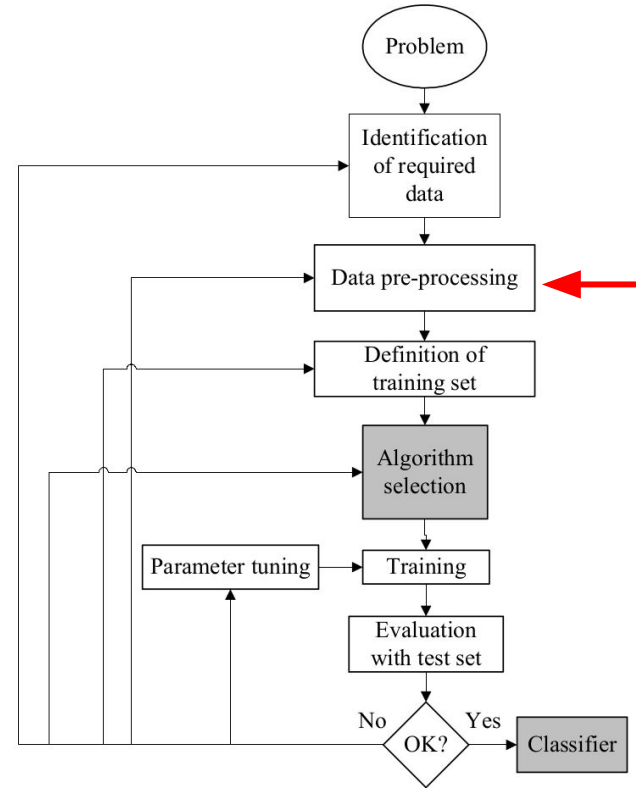 Problem
Identification
of required
data
Data pre-processing
Definition of
training set
Algorithm
selection
Parameter tuning
Training
Evaluation
with test set
No
Yes
OK?
Classifier